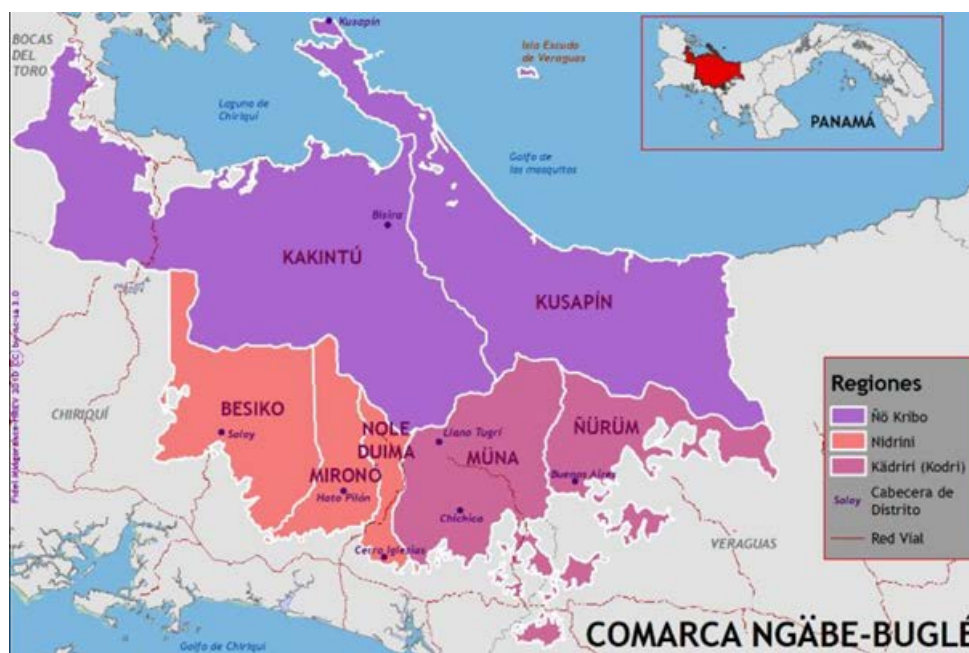 Kusapín
BOCAS
DEL
TORO
Isla Escudo
de Veraguas
Laguna de
Chiriquí
PANAMÁ
Golfo de
los mosquitos
Bisira
KAKINTÚ
KUSAPÍN
Regiones
Ñö Kribo
Nidrini
Kädriri (Kodri)
Soloy
Cabecera de
Distrito
Red Vial
CHIRIQUÍ
BESIKO
Soloy
NOLE
DUIMA
MIRONÓ
Hato Pilón
Llano Tugrí
MÜNA
ÑÜRÜM
Buenos Aires
Chichica
Cerro Iglesias
VERAGUAS
COMARCA NGÄBE-BUGLÉ
Golfo de Chiriquí